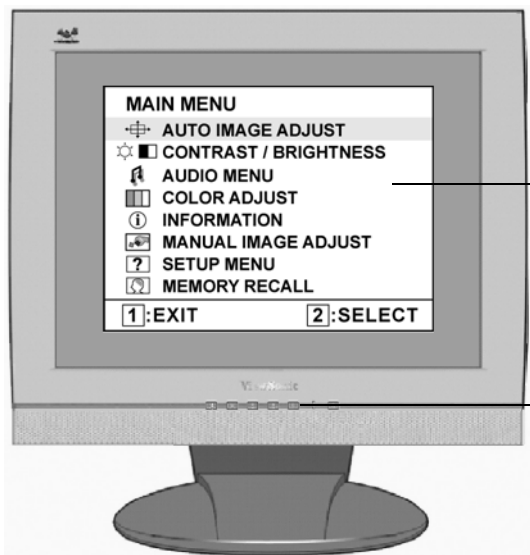 MAIN MENU
AUTO IMAGE ADJUST
CONTRAST / BRIGHTNESS
AUDIO MENU
COLOR ADJUST
INFORMATION
MANUAL IMAGE ADJUST
? SETUP MENU
MEMORY RECALL
1:EXIT 2:SELECT
ViewSonic